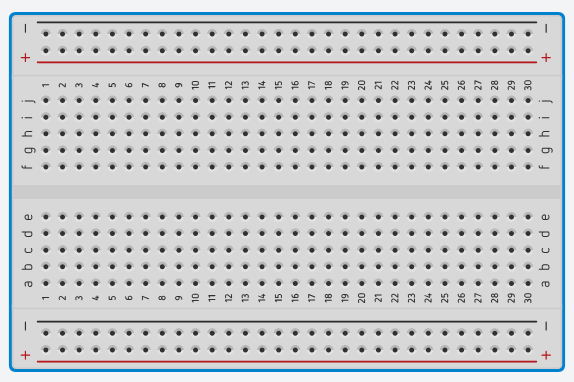 − −
+ +
1 2 3 4 5 6 7 8 9 10 11 12 13 14 15 16 17 18 19 20 21 22 23 24 25 26 27 28 29 30
j j
i i
h h
g g
f f
e e
d d
c c
b b
a a
1 2 3 4 5 6 7 8 9 10 11 12 13 14 15 16 17 18 19 20 21 22 23 24 25 26 27 28 29 30
− −
+ +